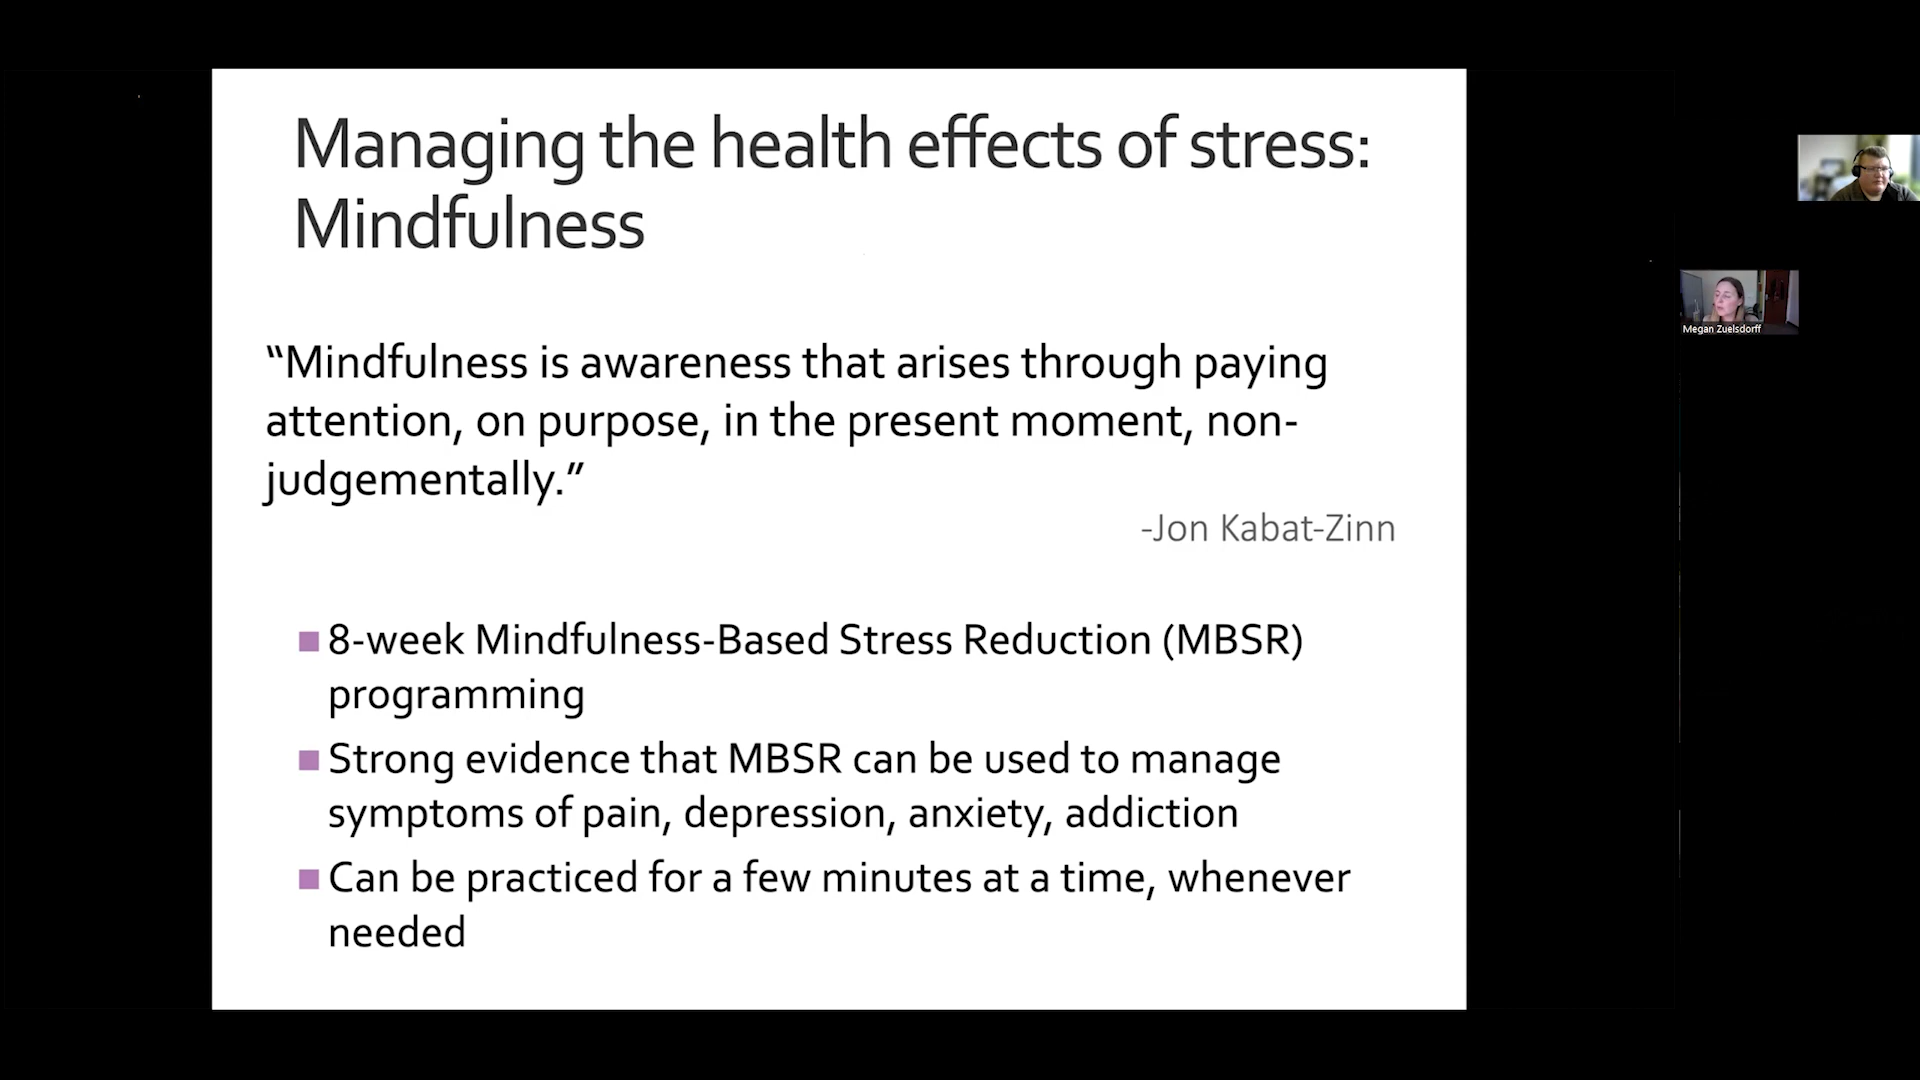 Managing the health effects of stress:
Mindfulness
“Mindfulness is awareness that arises through paying
attention, on purpose, in the present moment, non-
judgementally.”
-Jon Kabat-Zinn
8-week Mindfulness-Based Stress Reduction (MBSR)
programming
Strong evidence that MBSR can be used to manage
symptoms of pain, depression, anxiety, addiction
Can be practiced for a few minutes at a time, whenever
needed
Megan Zuelsdorff